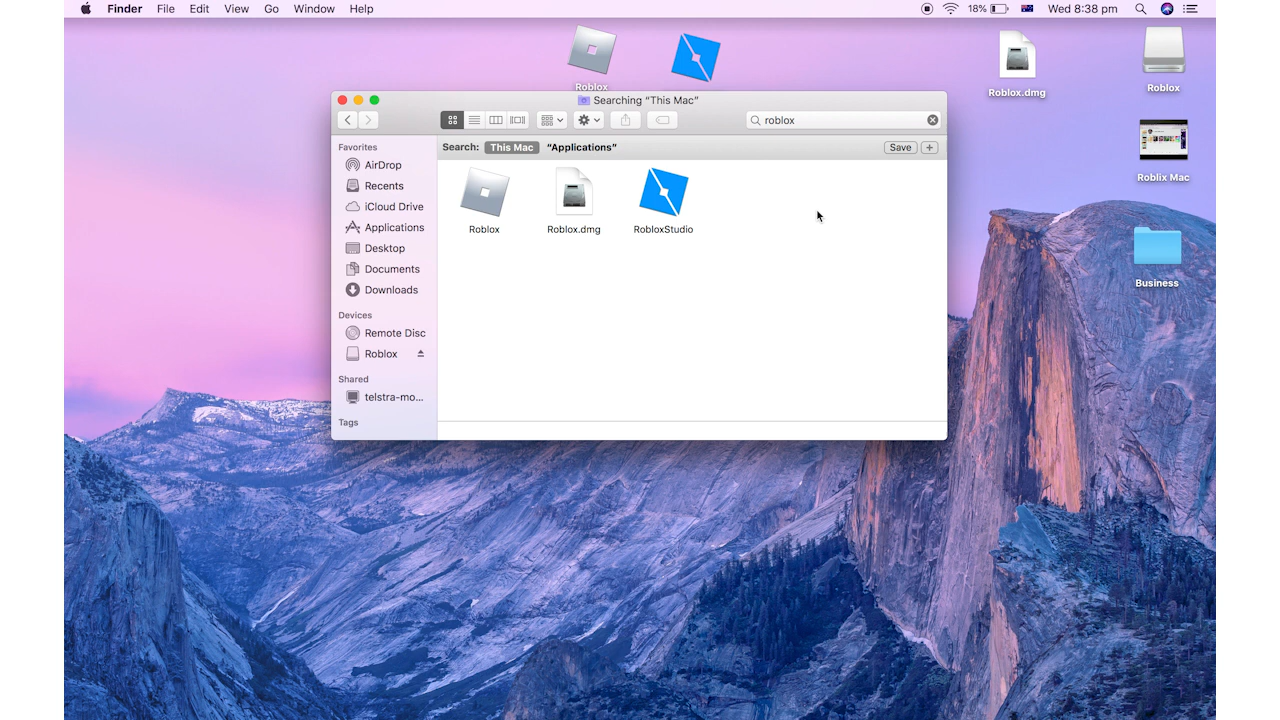 Finder File Edit View Go Window Help 18% Wed 8:38 pm
Roblox
Roblox.dmg
Roblox
Roblix Mac
Business
Searching “This Mac”
roblox
Search: This Mac “Applications” Save +
Favorites
AirDrop
Recents
iCloud Drive
Applications
Desktop
Documents
Downloads
Devices
Remote Disc
Roblox
Shared
telstra-mo...
Tags
Roblox
Roblox.dmg
RobloxStudio